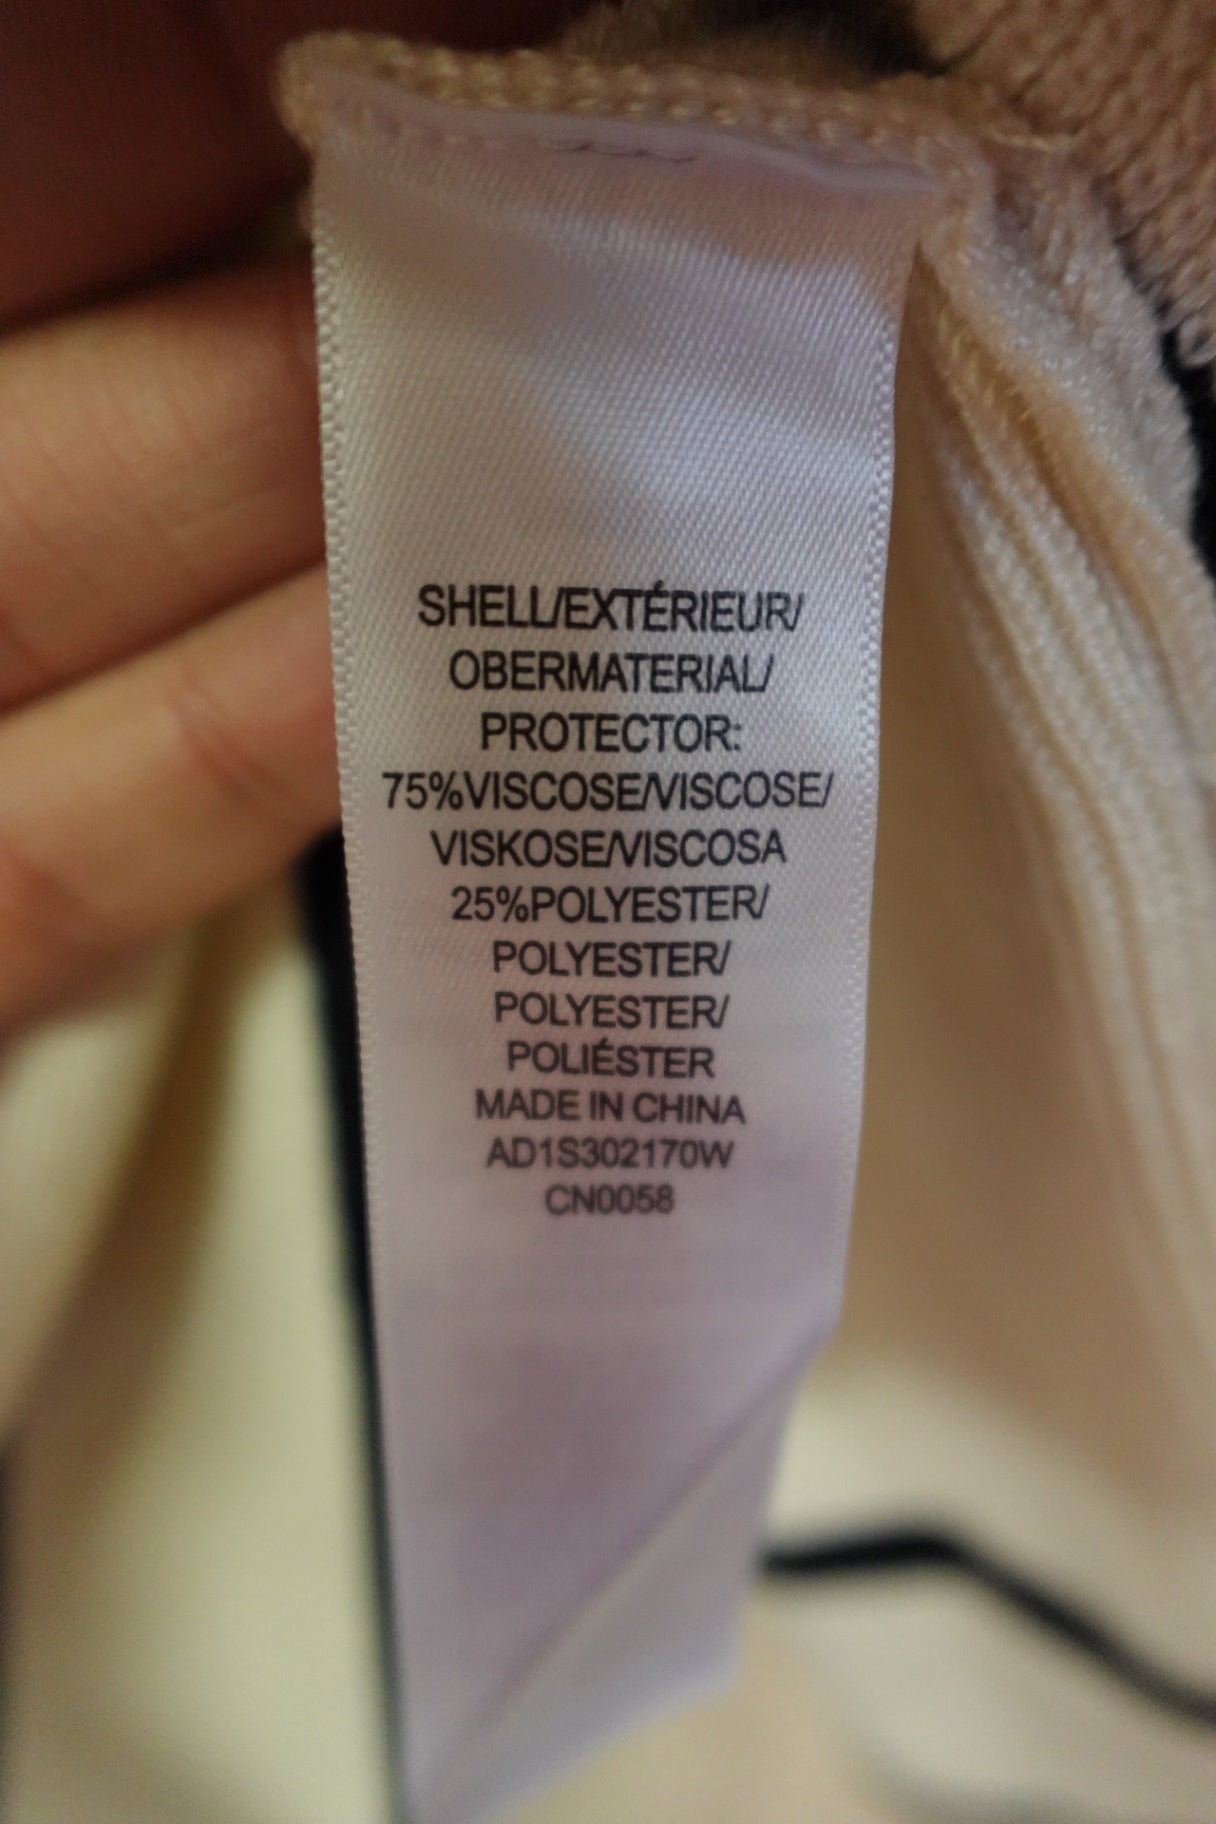 SHELL/EXTÉRIEUR/
OBERMATERIAL/
PROTECTOR:
75%VISCOSE/VISCOSE/
VISKOSE/VISCOSA
25%POLYESTER/
POLYESTER/
POLYESTER/
POLIÉSTER
MADE IN CHINA
AD1S302170W
CN0058